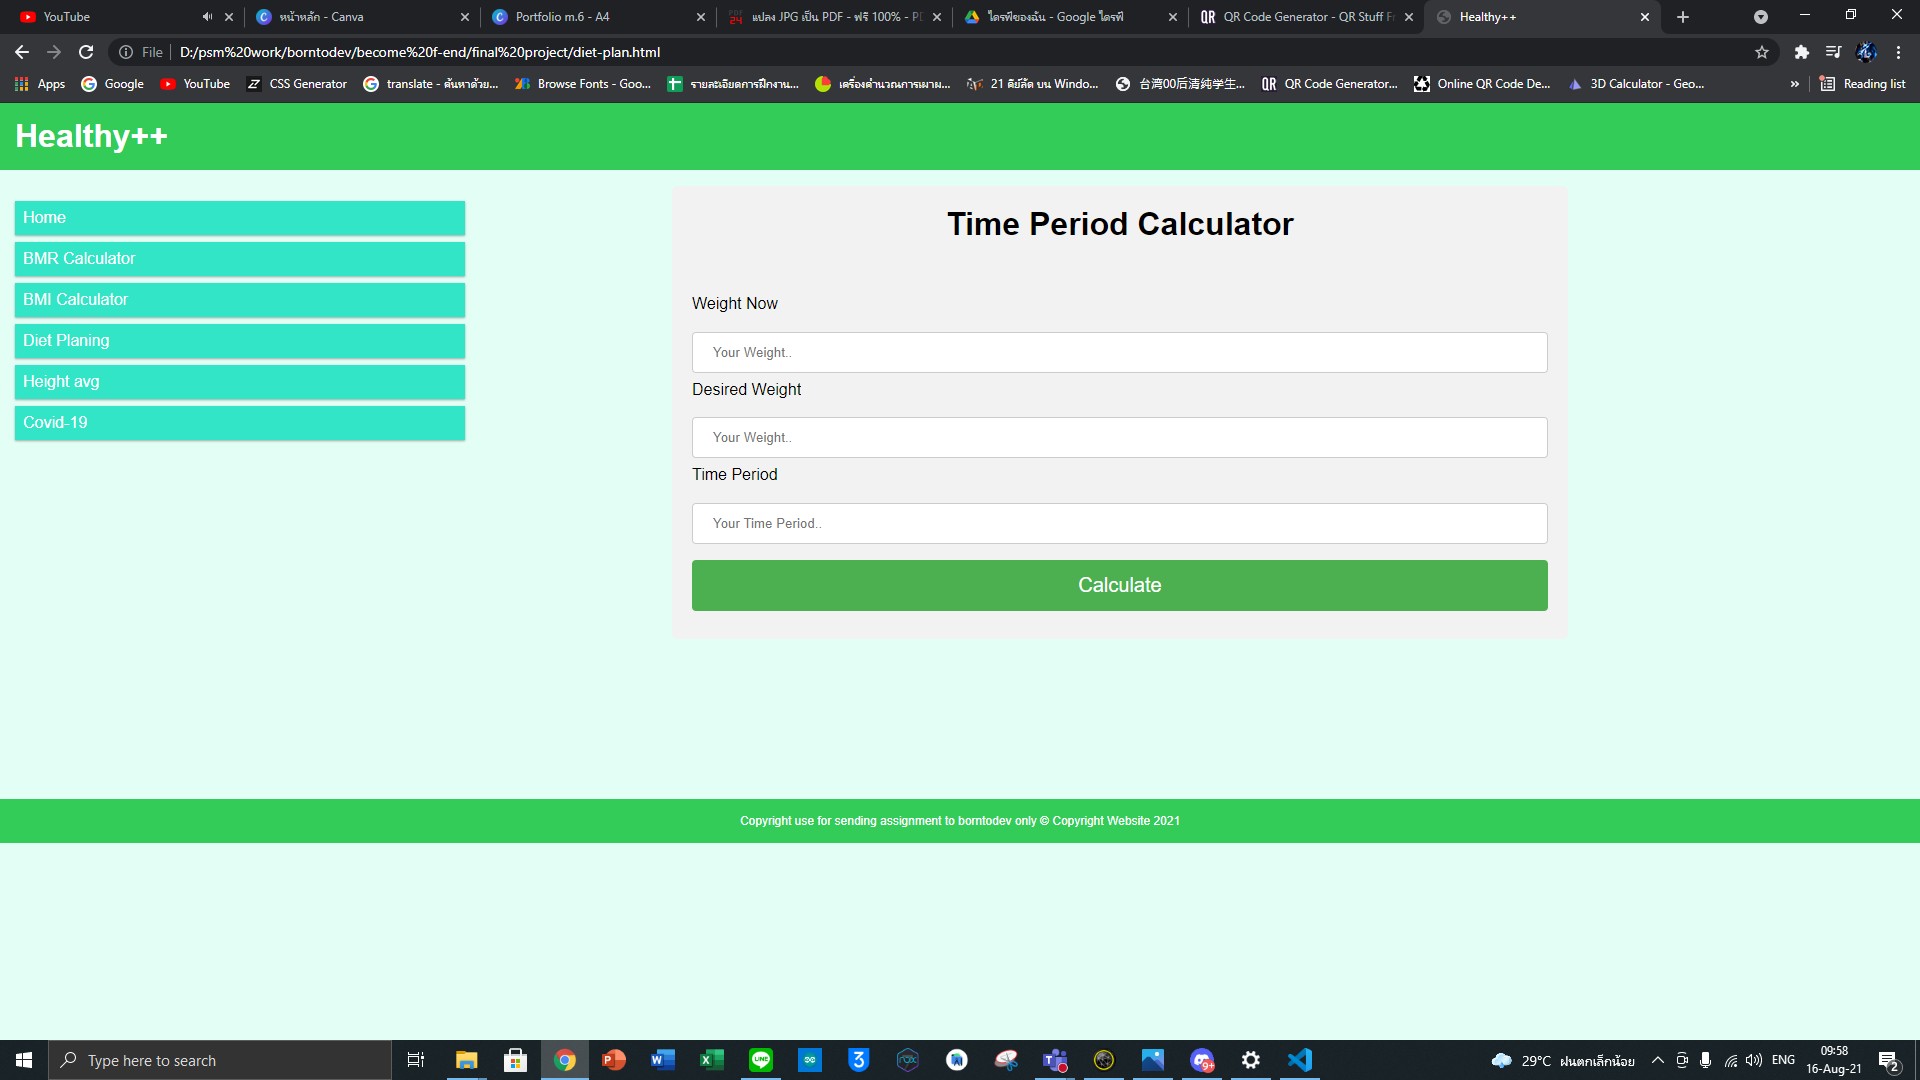 YouTube
หน้าหลัก - Canva
Portfolio m.6 - A4
แปลง JPG เป็น PDF - ฟรี 100% - PD
ไดรฟ์ของฉัน - Google ไดรฟ์
QR Code Generator - QR Stuff Fr
Healthy++
File
D:/psm%20work/borntodev/become%20f-end/final%20project/diet-plan.html
Apps
Google
YouTube
CSS Generator
translate - ค้นหาด้วย...
Browse Fonts - Goo...
รายละเอียดการฝึกงาน...
เครื่องคำนวณการเผาผ...
21 คีย์ลัด บน Windo...
台湾00后清纯学生...
QR Code Generator...
Online QR Code De...
3D Calculator - Geo...
»
Reading list
Healthy++
Home
BMR Calculator
BMI Calculator
Diet Planing
Height avg
Covid-19
Time Period Calculator
Weight Now
Your Weight..
Desired Weight
Your Weight..
Time Period
Your Time Period..
Calculate
Copyright use for sending assignment to borntodev only © Copyright Website 2021
Type here to search
29°C ฝนตกเล็กน้อย
ENG
09:58
16-Aug-21
2